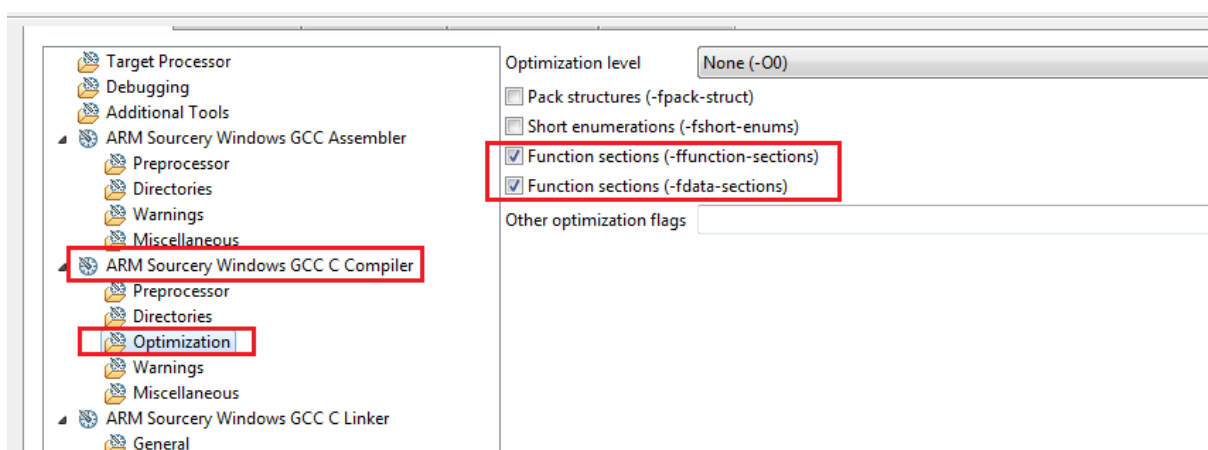 Target Processor
Debugging
Additional Tools
ARM Sourcery Windows GCC Assembler
Preprocessor
Directories
Warnings
Miscellaneous
ARM Sourcery Windows GCC C Compiler
Preprocessor
Directories
Optimization
Warnings
Miscellaneous
ARM Sourcery Windows GCC C Linker
General
Optimization level None (-O0)
Pack structures (-fpack-struct)
Short enumerations (-fshort-enums)
Function sections (-ffunction-sections)
Function sections (-fdata-sections)
Other optimization flags